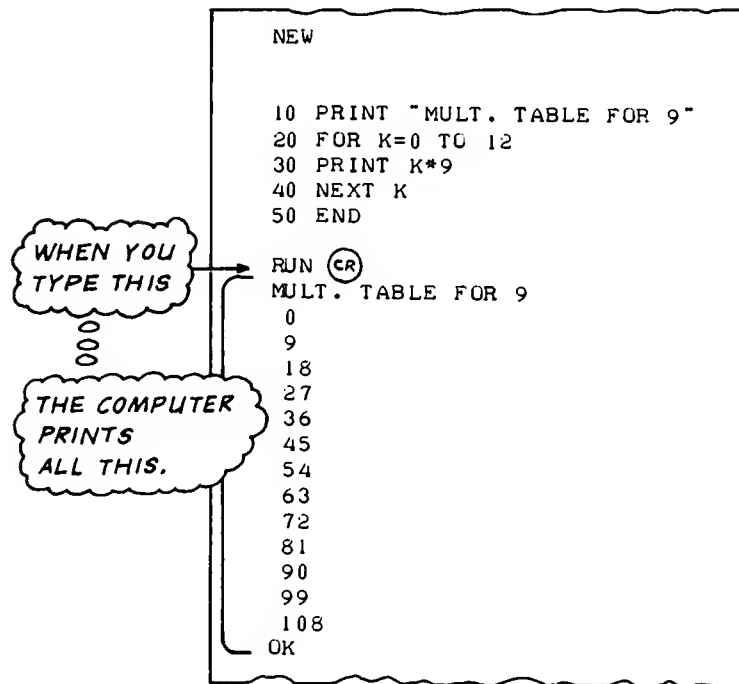 NEW
10 PRINT "MULT. TABLE FOR 9"
20 FOR K=0 TO 12
30 PRINT K*9
40 NEXT K
50 END
WHEN YOU
TYPE THIS
RUN CR
MULT. TABLE FOR 9
0
9
18
27
36
45
54
63
72
81
90
99
108
OK
THE COMPUTER
PRINTS
ALL THIS.